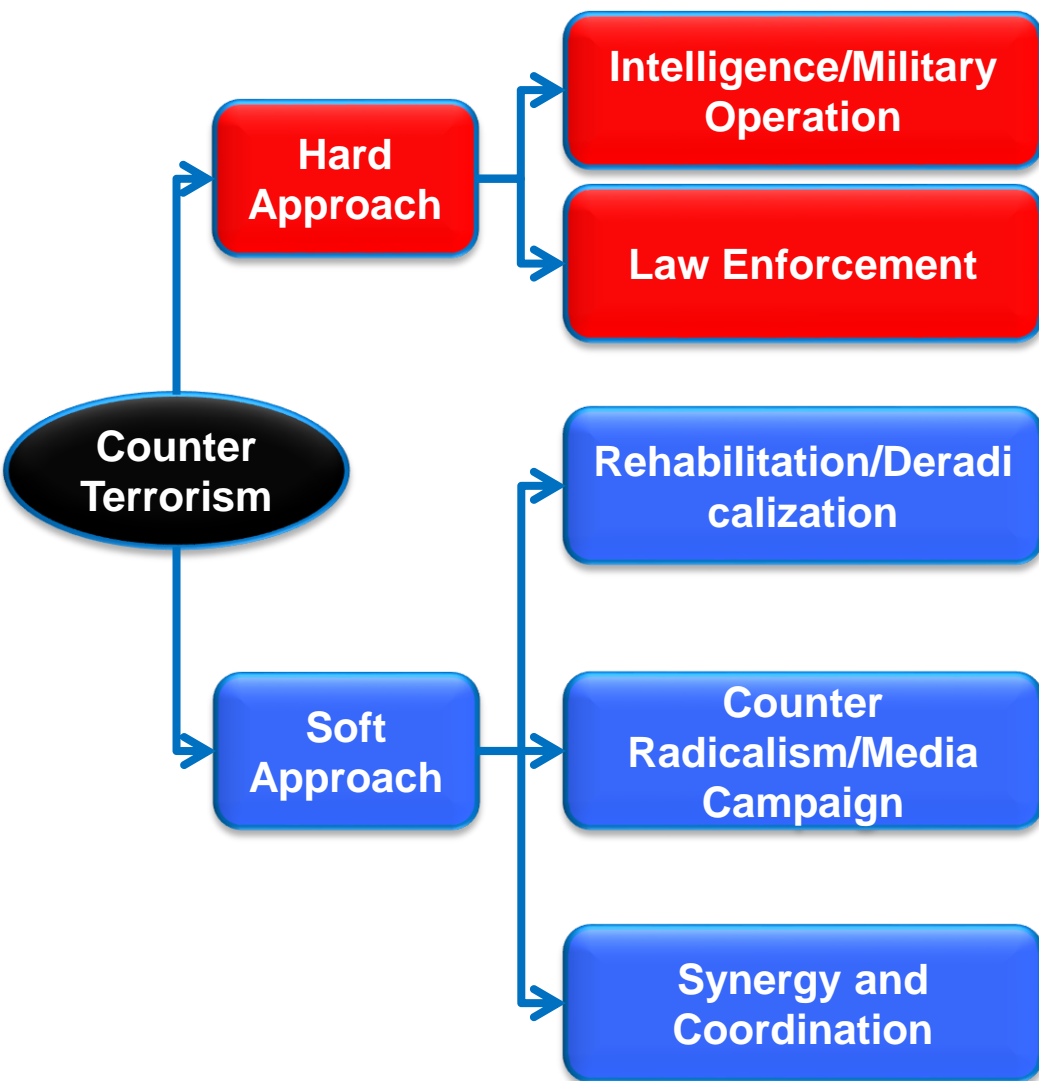 Intelligence/Military
Operation
Hard
Approach
Law Enforcement
Counter
Terrorism
Rehabilitation/Deradi
calization
Soft
Approach
Counter
Radicalism/Media
Campaign
Synergy and
Coordination